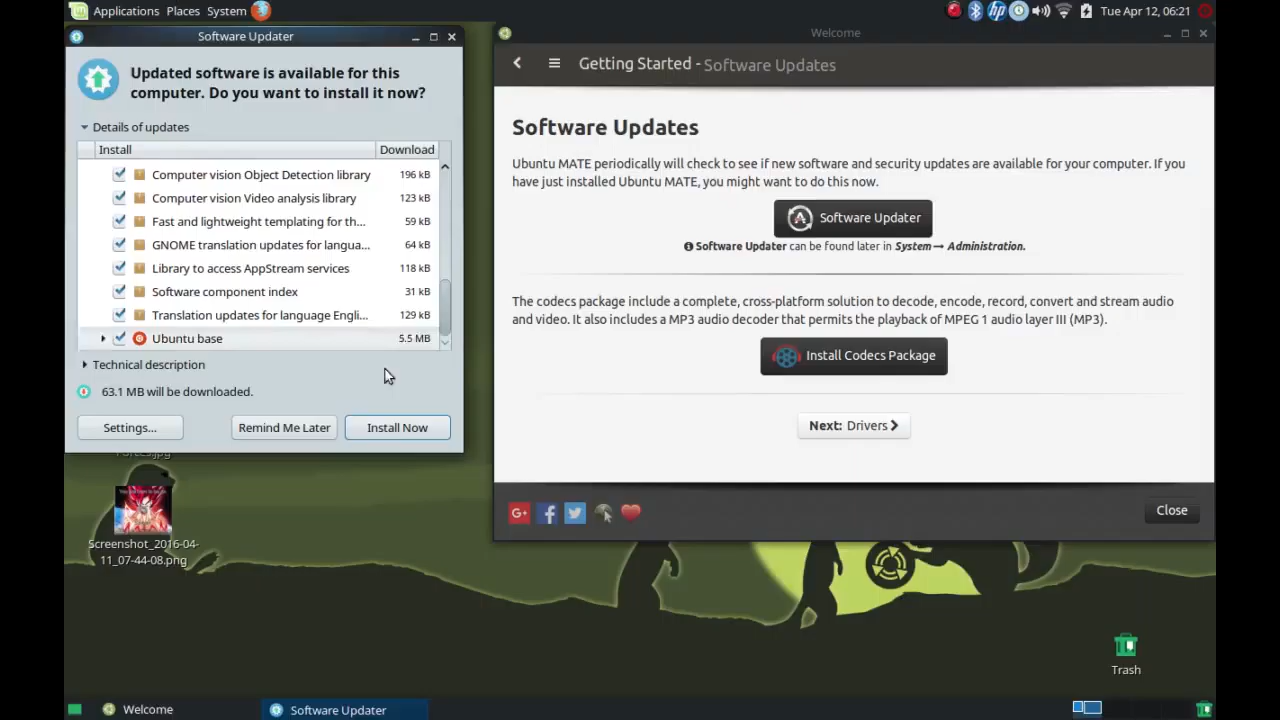 Applications Places System
Tue Apr 12, 06:21
Software Updater
Updated software is available for this
computer. Do you want to install it now?
Details of updates
Install Download
Computer vision Object Detection library 196 kB
Computer vision Video analysis library 123 kB
Fast and lightweight templating for th... 59 kB
GNOME translation updates for langua... 64 kB
Library to access AppStream services 118 kB
Software component index 31 kB
Translation updates for language Engli... 129 kB
Ubuntu base 5.5 MB
Technical description
63.1 MB will be downloaded.
Settings... Remind Me Later Install Now
Welcome
Getting Started - Software Updates
Software Updates
Ubuntu MATE periodically will check to see if new software and security updates are available for your computer. If you
have just installed Ubuntu MATE, you might want to do this now.
Software Updater
Software Updater can be found later in System→ Administration.
The codecs package include a complete, cross-platform solution to decode, encode, record, convert and stream audio
and video. It also includes a MP3 audio decoder that permits the playback of MPEG 1 audio layer III (MP3).
Install Codecs Package
Next: Drivers
G+
Close
Screenshot_2016-04-
11_07-44-08.png
Trash
Welcome
Software Updater